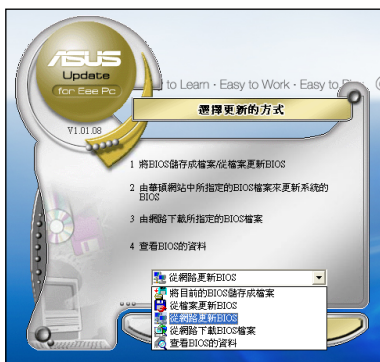 ASUS
Update
for Eee Pc
V1.01.08
to Learn · Easy to Work · Easy to
選擇更新的方式
1 將BIOS儲存成檔案/從檔案更新BIOS
2 由華碩網站中所指定的BIOS檔案來更新系統的
BIOS
3 由網路下載所指定的BIOS檔案
4 查看BIOS的資料
從網路更新BIOS
將目前的BIOS儲存成檔案
從檔案更新BIOS
從網路更新BIOS
從網路下載BIOS檔案
查看BIOS的資料